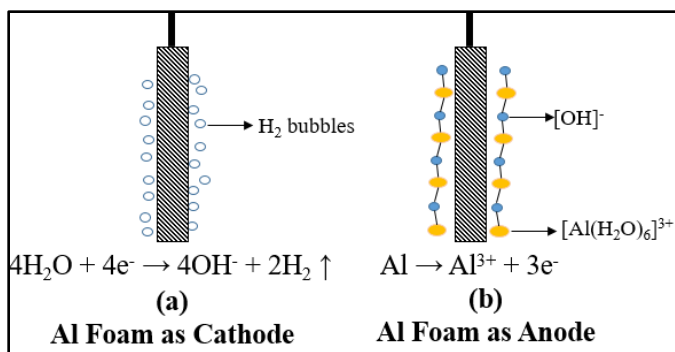 H₂ bubbles
4H₂O + 4e⁻ → 4OH⁻ + 2H₂ ↑
(a)
Al Foam as Cathode
[OH]⁻
[Al(H₂O)₆]³⁺
Al → Al³⁺ + 3e⁻
(b)
Al Foam as Anode